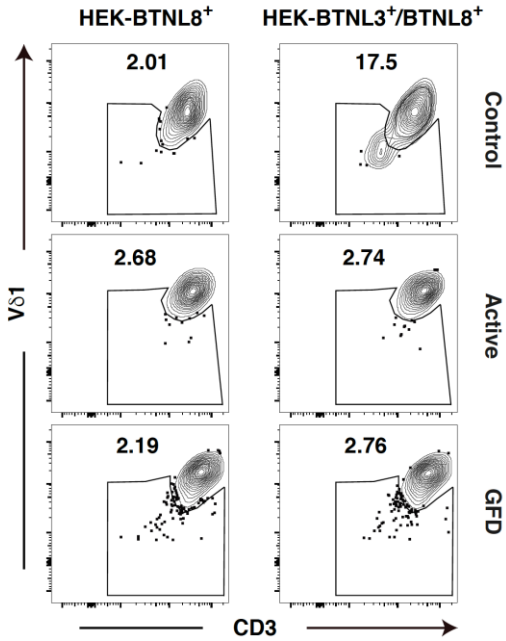 HEK-BTNL8⁺ HEK-BTNL3⁺/BTNL8⁺
2.01 17.5
Control
2.68 2.74
Active
2.19 2.76
GFD
Vδ1
CD3